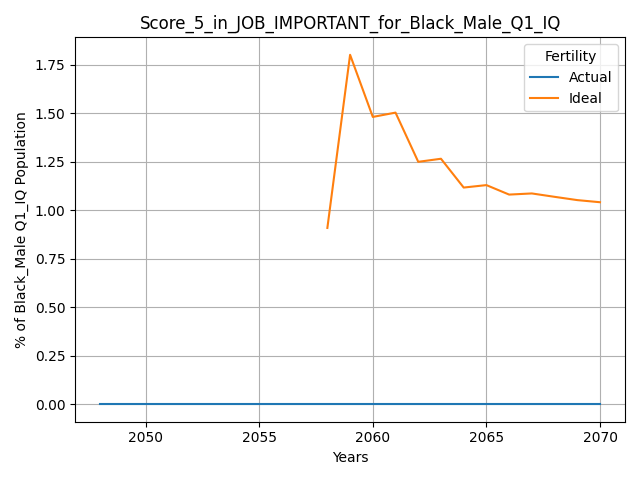 Score_5_in_JOB_IMPORTANT_for_Black_Male_Q1_IQ
Fertility
Actual
Ideal
% of Black_Male Q1_IQ Population
1.75
1.50
1.25
1.00
0.75
0.50
0.25
0.00
2050 2055 2060 2065 2070
Years